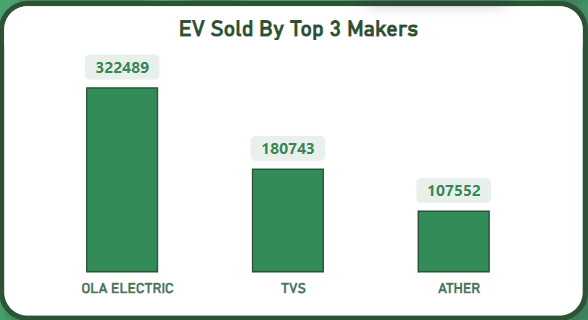 EV Sold By Top 3 Makers
322489
180743
107552
OLA ELECTRIC
TVS
ATHER